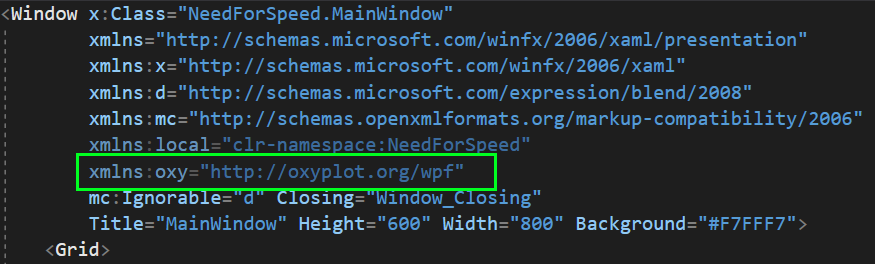 <Window x:Class="NeedForSpeed.MainWindow"
xmlns="http://schemas.microsoft.com/winfx/2006/xaml/presentation"
xmlns:x="http://schemas.microsoft.com/winfx/2006/xaml"
xmlns:d="http://schemas.microsoft.com/expression/blend/2008"
xmlns:mc="http://schemas.openxmlformats.org/markup-compatibility/2006"
xmlns:local="clr-namespace:NeedForSpeed"
xmlns:oxy="http://oxyplot.org/wpf"
mc:Ignorable="d" Closing="Window_Closing"
Title="MainWindow" Height="600" Width="800" Background="#F7FFF7">
<Grid>